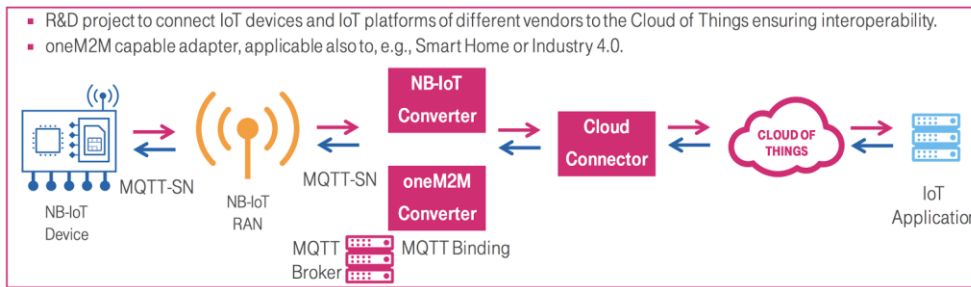 R&D project to connect IoT devices and IoT platforms of different vendors to the Cloud of Things ensuring interoperability.
oneM2M capable adapter, applicable also to, e.g., Smart Home or Industry 4.0.
NB-IoT
Device
MQTT-SN
NB-IoT
RAN
MQTT-SN
NB-IoT
Converter
oneM2M
Converter
MQTT
Broker
MQTT Binding
Cloud
Connector
CLOUD OF
THINGS
IoT
Application